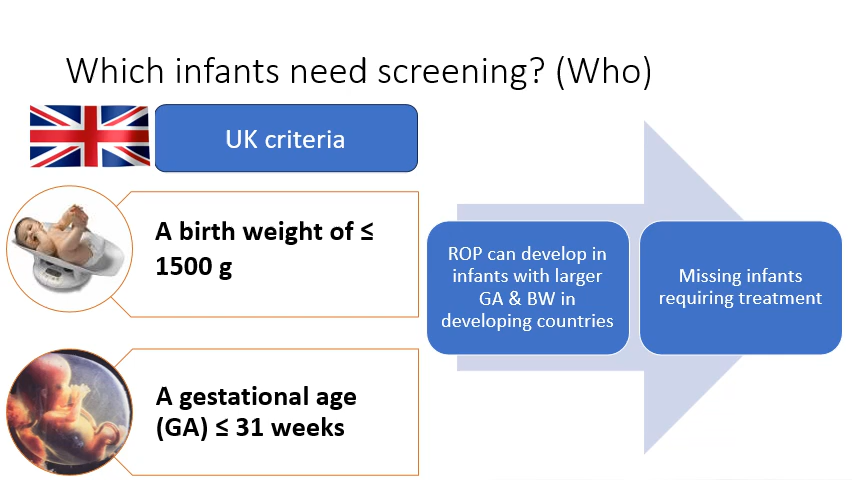 Which infants need screening? (Who)
UK criteria
A birth weight of ≤
1500 g
A gestational age
(GA) ≤ 31 weeks
ROP can develop in
infants with larger
GA & BW in
developing countries
Missing infants
requiring treatment